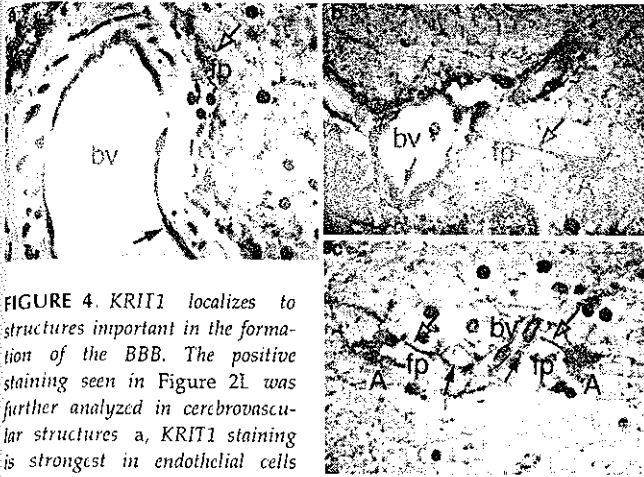 a
fp
bv
b
bv
fp
c
bv
fp
fp
A
A
FIGURE 4. KRIT1 localizes to
structures important in the forma-
tion of the BBB. The positive
staining seen in Figure 2L was
further analyzed in cerebrovascu-
lar structures a, KRIT1 staining
is strongest in endothelial cells